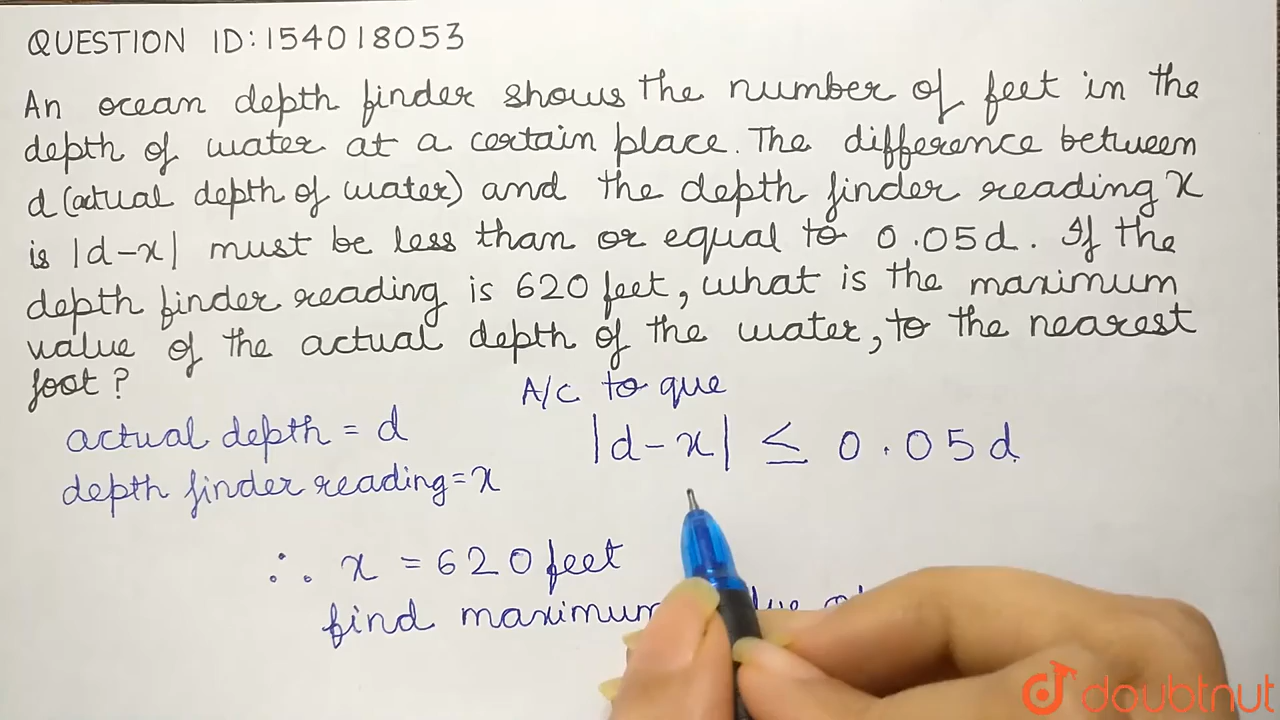 QUESTION ID:154018053
An ocean depth finder shows the number of feet in the
depth of water at a certain place. The difference between
d (actual depth of water) and the depth finder reading x
is |d-x| must be less than or equal to 0.05d. If the
depth finder reading is 620 feet, what is the maximum
value of the actual depth of the water, to the nearest
foot?
A/C to que
actual depth = d
|d-x| ≤ 0.05d
depth finder reading = x
∴ x = 620 feet
find maximum
doubtnut